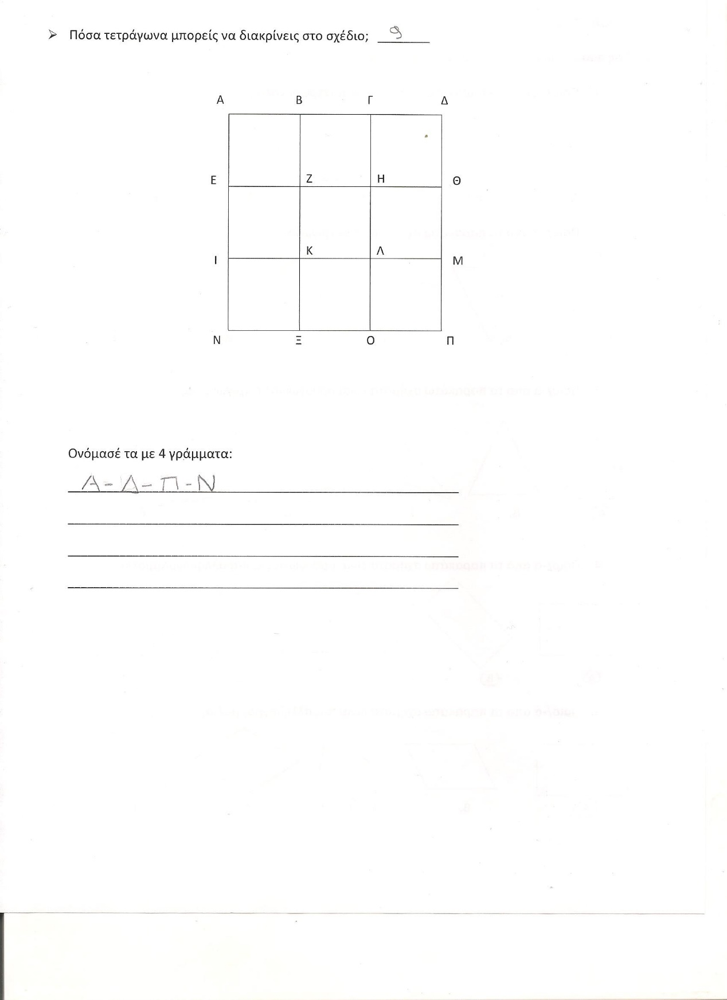 ➢ Πόσα τετράγωνα μπορείς να διακρίνεις στο σχέδιο; 9
Α Β Γ Δ
Ε Ζ Η Θ
Ι Κ Λ Μ
Ν Ξ Ο Π
Ονόμασέ τα με 4 γράμματα:
Α - Δ - Π - Ν